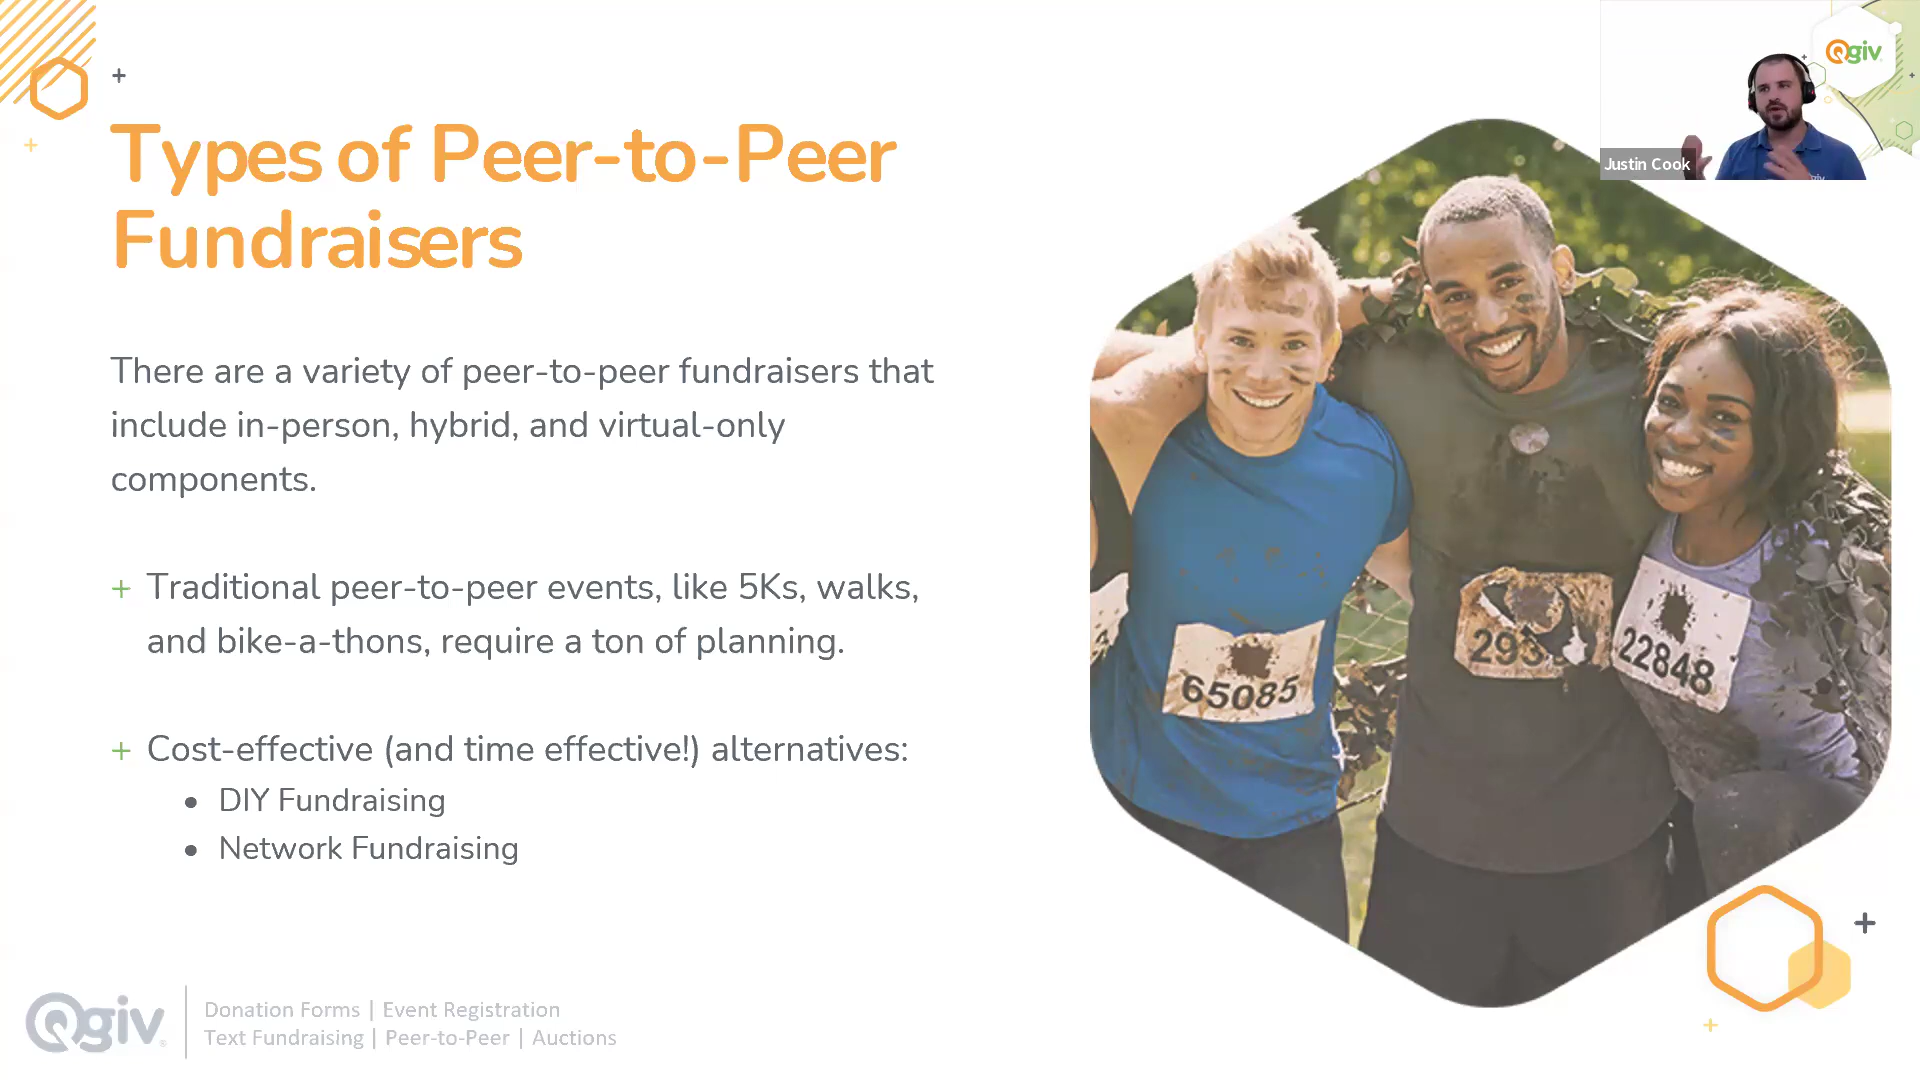 Types of Peer-to-Peer
Fundraisers
There are a variety of peer-to-peer fundraisers that
include in-person, hybrid, and virtual-only
components.
+ Traditional peer-to-peer events, like 5Ks, walks,
and bike-a-thons, require a ton of planning.
+ Cost-effective (and time effective!) alternatives:
• DIY Fundraising
• Network Fundraising
Qgiv
Justin Cook
65085
22848
Qgiv
Donation Forms | Event Registration
Text Fundraising | Peer-to-Peer | Auctions